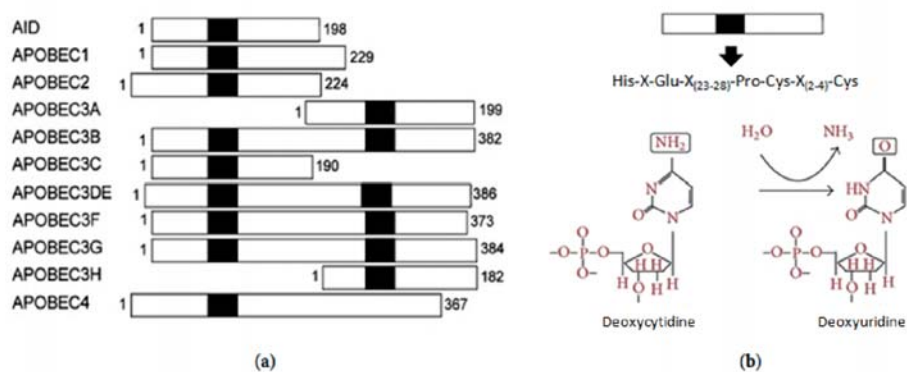 AID 1 198
APOBEC1 1 229
APOBEC2 1 224
APOBEC3A 1 199
APOBEC3B 1 382
APOBEC3C 1 190
APOBEC3DE 1 386
APOBEC3F 1 373
APOBEC3G 1 384
APOBEC3H 1 182
APOBEC4 1 367
(a)
His-X-Glu-X(23-28)-Pro-Cys-X(2-4)-Cys
NH2 H2O NH3 O
N HN
O N O N
O O
—O—P—O O —O—P—O O
O H H O H H
O H H O H H
Deoxycytidine Deoxyuridine
(b)